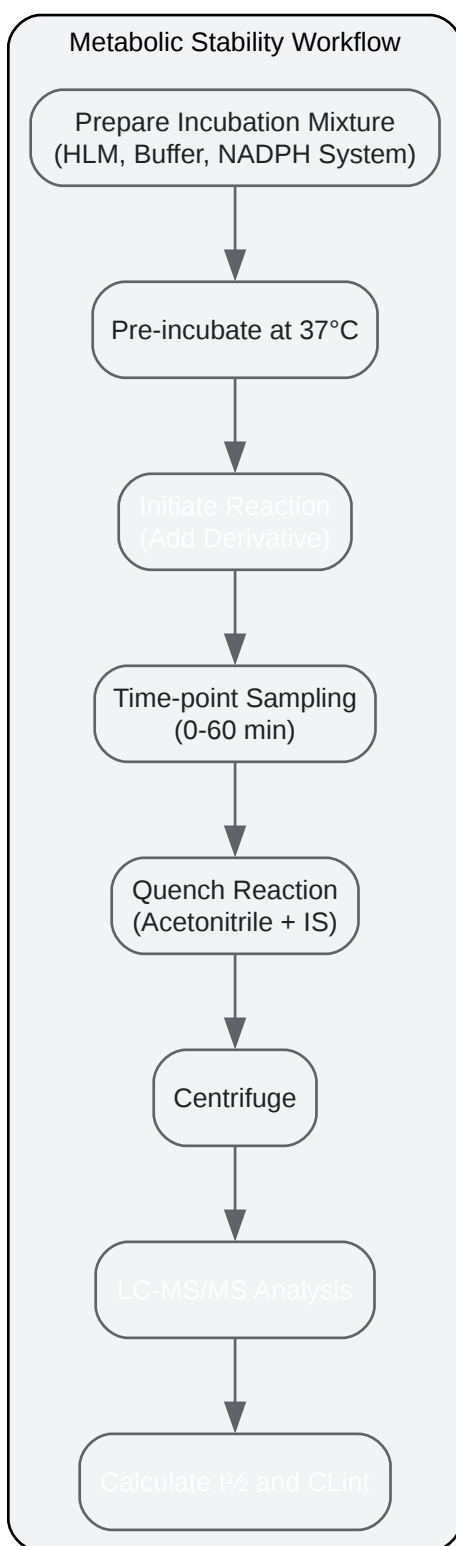 Metabolic Stability Workflow
Prepare Incubation Mixture
(HLM, Buffer, NADPH System)
Pre-incubate at 37°C
Initiate Reaction
(Add Derivative)
Time-point Sampling
(0-60 min)
Quench Reaction
(Acetonitrile + IS)
Centrifuge
LC-MS/MS Analysis
Calculate t½ and CLint